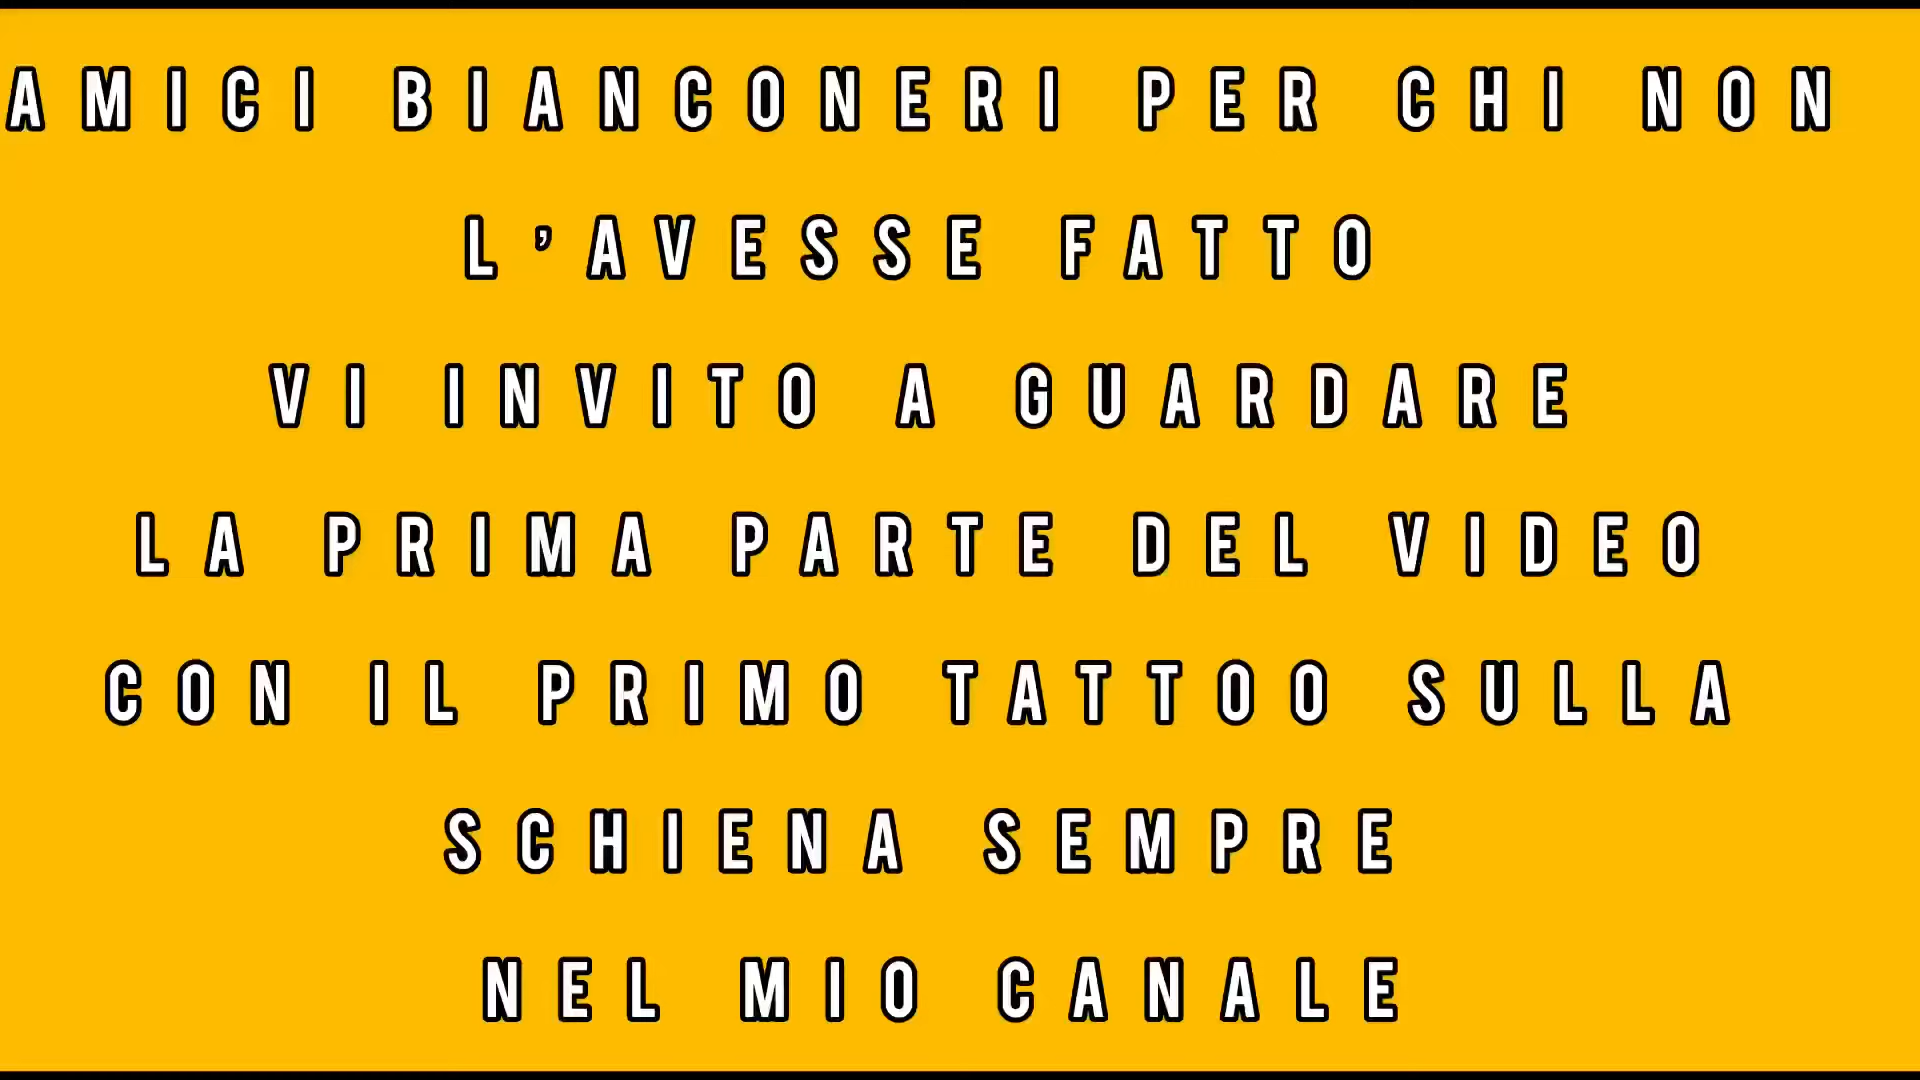 AMICI BIANCONERI PER CHI NON
L'AVESSE FATTO
VI INVITO A GUARDARE
LA PRIMA PARTE DEL VIDEO
CON IL PRIMO TATTOO SULLA
SCHIENA SEMPRE
NEL MIO CANALE